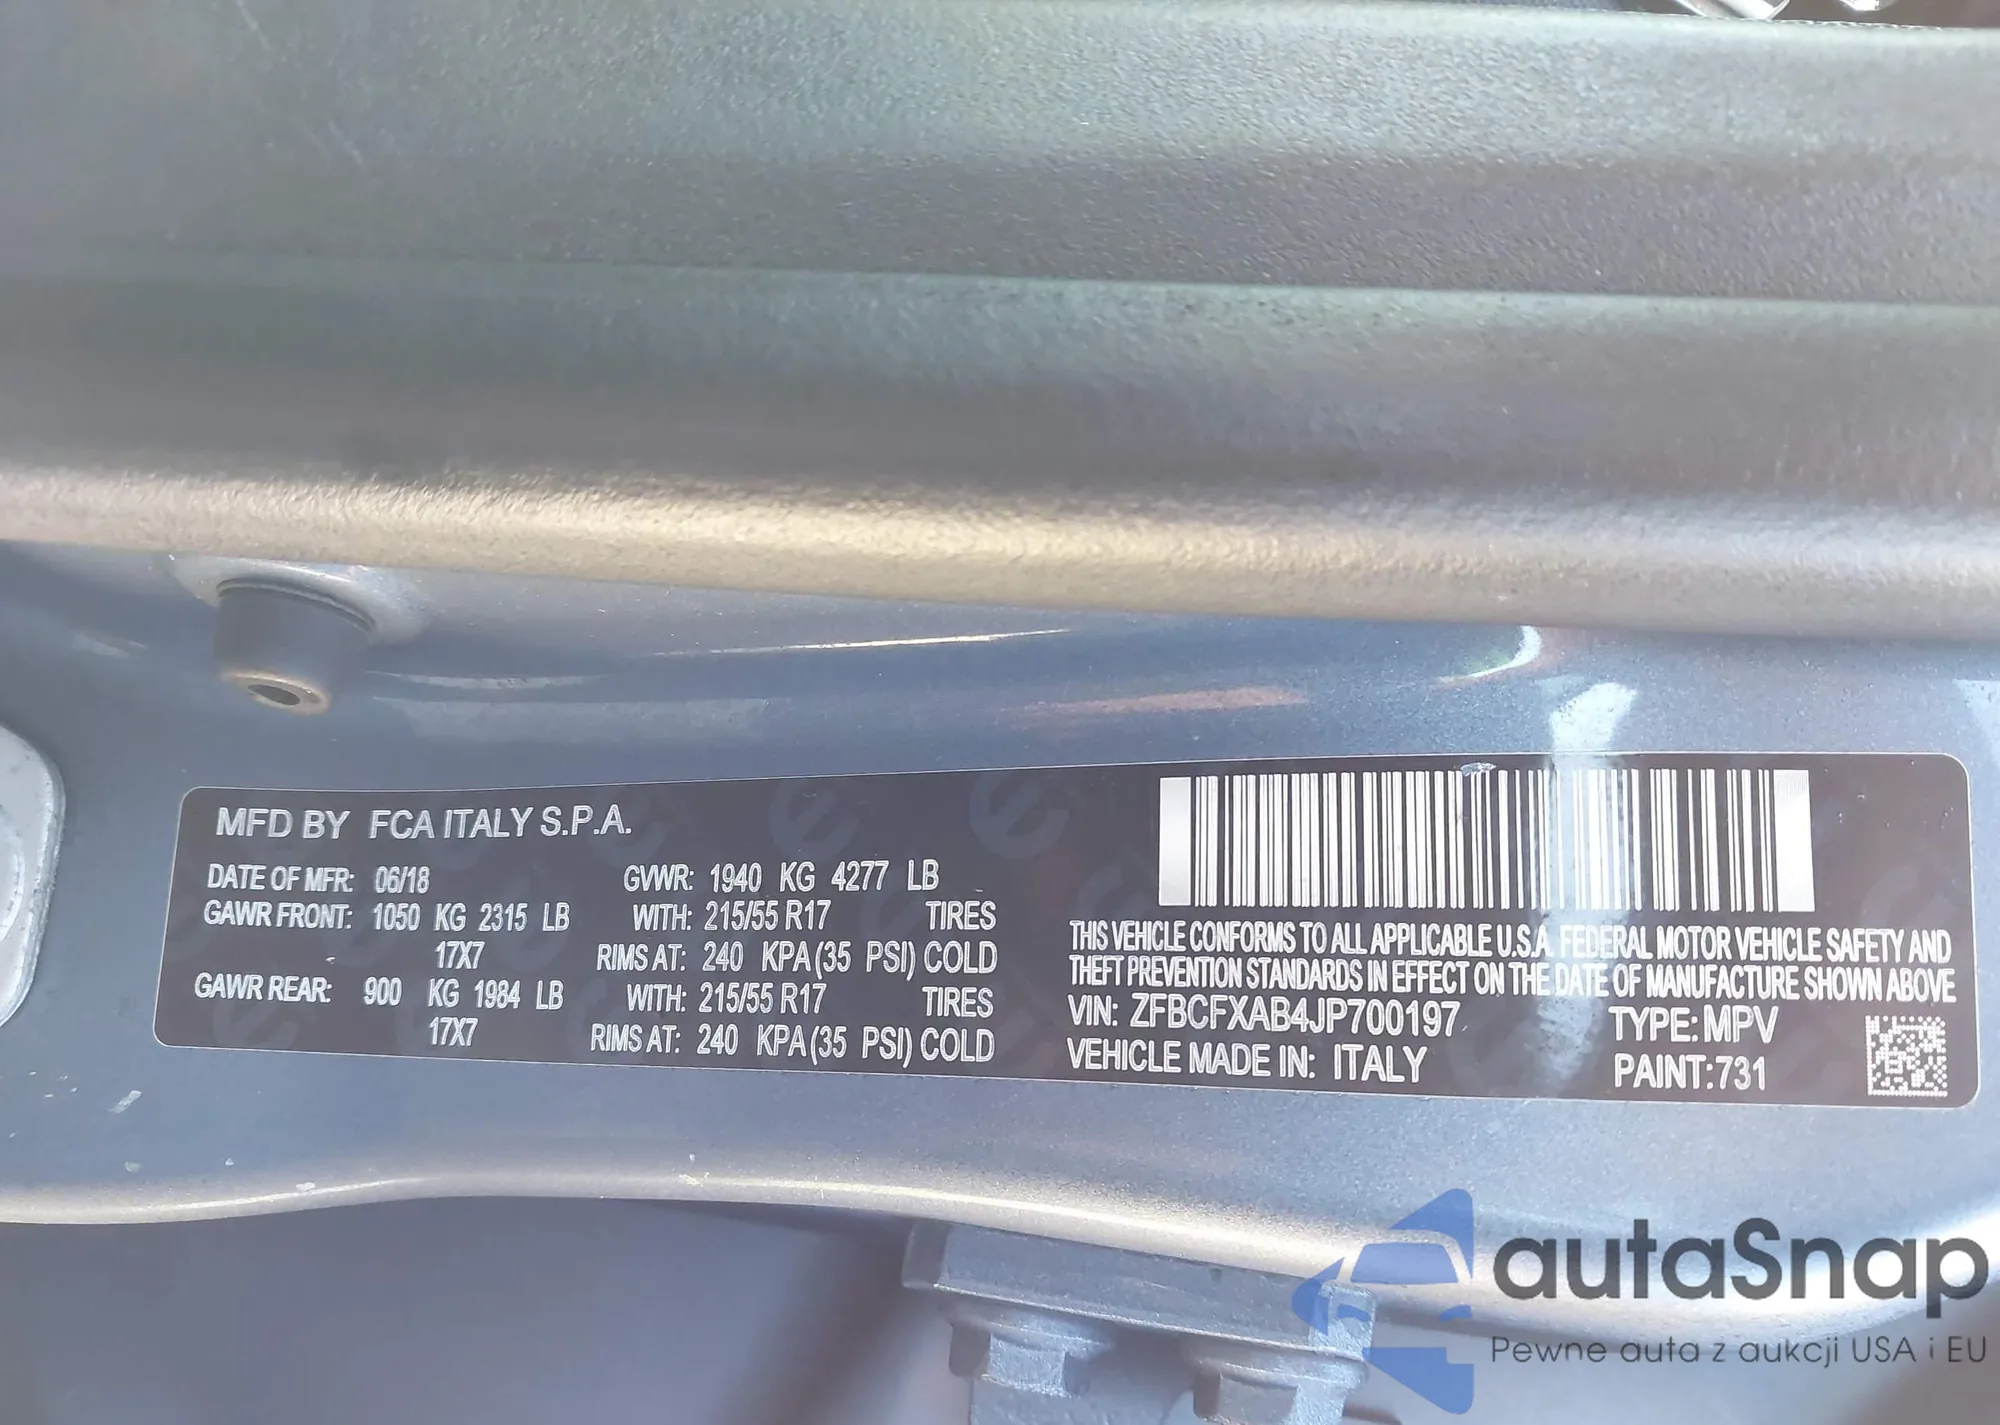 MFD BY FCA ITALY S.P.A.
DATE OF MFR: 06/18 GVWR: 1940 KG 4277 LB
GAWR FRONT: 1050 KG 2315 LB WITH: 215/55 R17 TIRES
17X7 RIMS AT: 240 KPA(35 PSI) COLD
GAWR REAR: 900 KG 1984 LB WITH: 215/55 R17 TIRES
17X7 RIMS AT: 240 KPA(35 PSI) COLD
THIS VEHICLE CONFORMS TO ALL APPLICABLE U.S.A. FEDERAL MOTOR VEHICLE SAFETY AND
THEFT PREVENTION STANDARDS IN EFFECT ON THE DATE OF MANUFACTURE SHOWN ABOVE
VIN: ZFBCFXAB4JP700197 TYPE: MPV
VEHICLE MADE IN: ITALY PAINT:731
autaSnap
Pewne auta z aukcji USA i EU